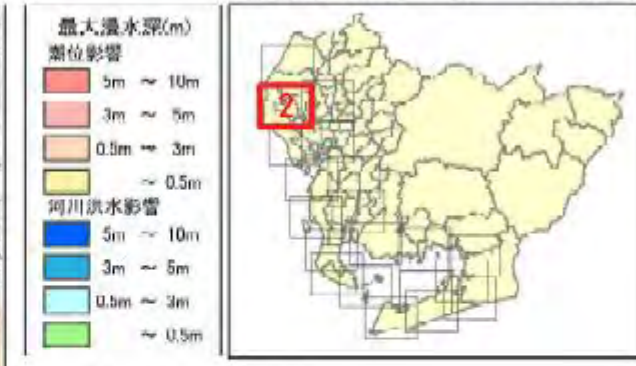 最大浸水深(m)
潮位影響
5m ～ 10m
3m ～ 5m
0.5m ～ 3m
～ 0.5m
河川洪水影響
5m ～ 10m
3m ～ 5m
0.5m ～ 3m
～ 0.5m
2